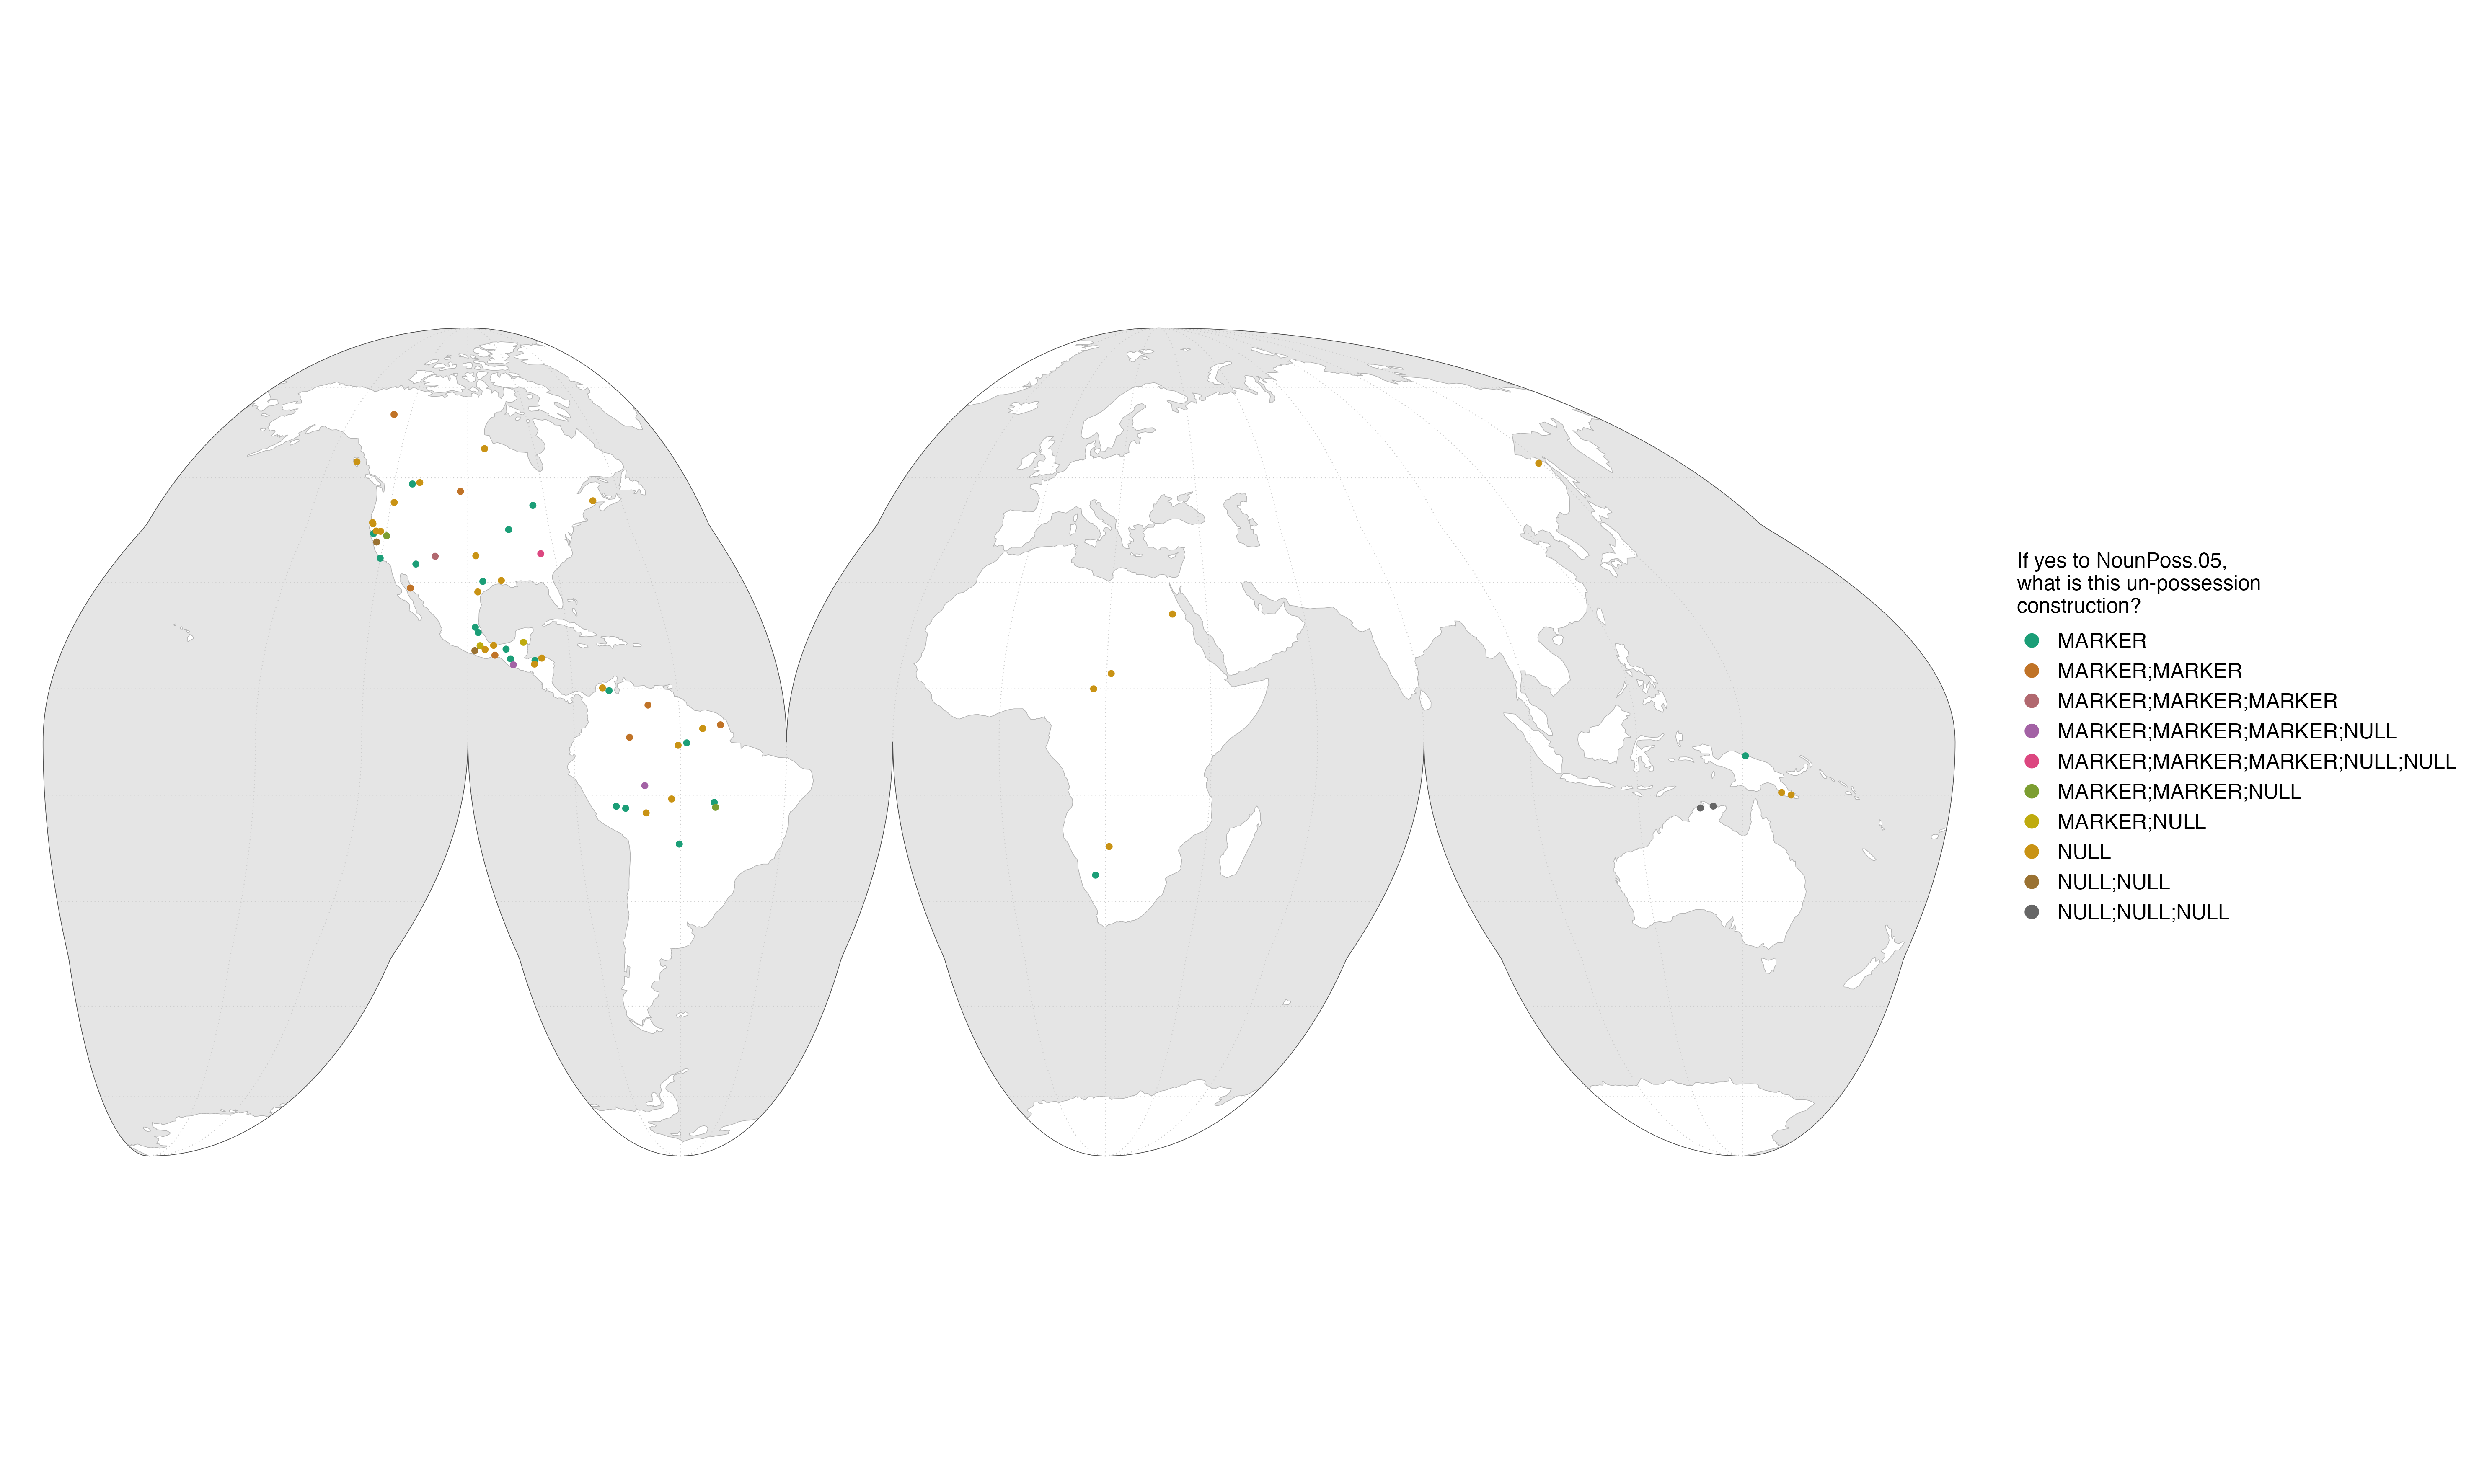 If yes to NounPoss.05,
what is this un-possession
construction?
MARKER
MARKER;MARKER
MARKER;MARKER;MARKER
MARKER;MARKER;MARKER;NULL
MARKER;MARKER;MARKER;NULL;NULL
MARKER;MARKER;NULL
MARKER;NULL
NULL
NULL;NULL
NULL;NULL;NULL